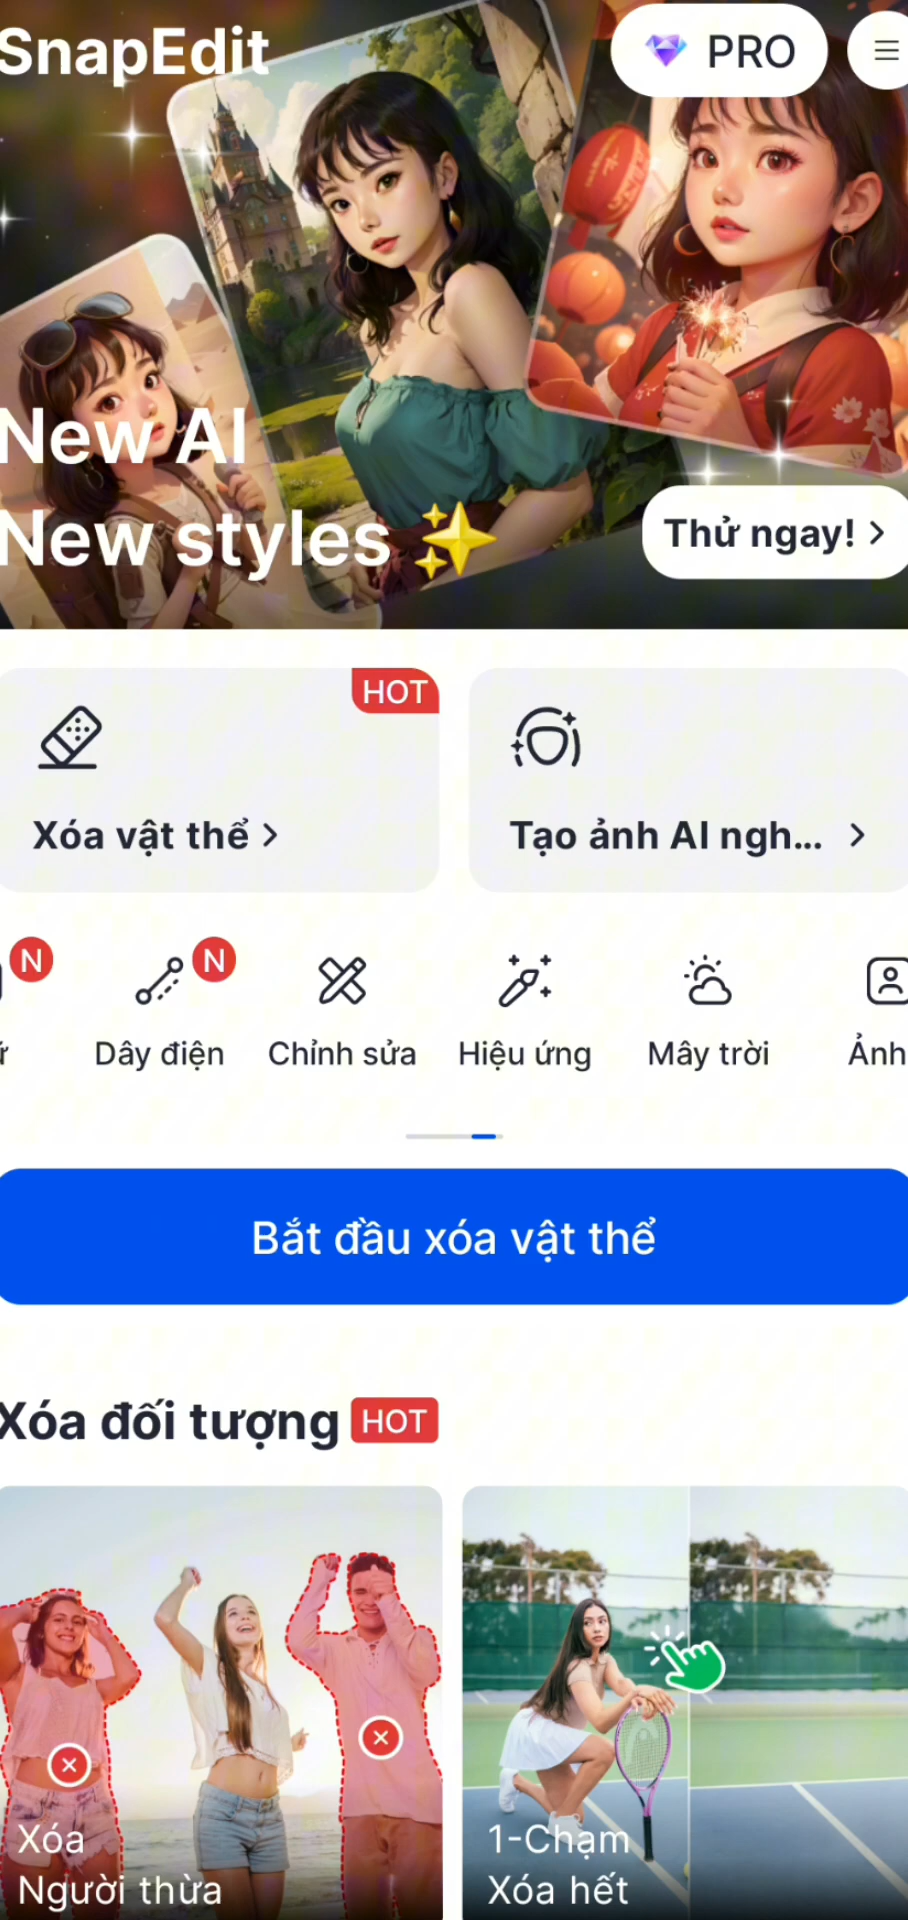 SnapEdit
PRO
New AI
New styles
Thử ngay!
HOT
Xóa vật thể
Tạo ảnh AI ngh...
N
N
Dây điện
Chỉnh sửa
Hiệu ứng
Mây trời
Ảnh
Bắt đầu xóa vật thể
Xóa đối tượng HOT
Xóa
Người thừa
1-Chạm
Xóa hết